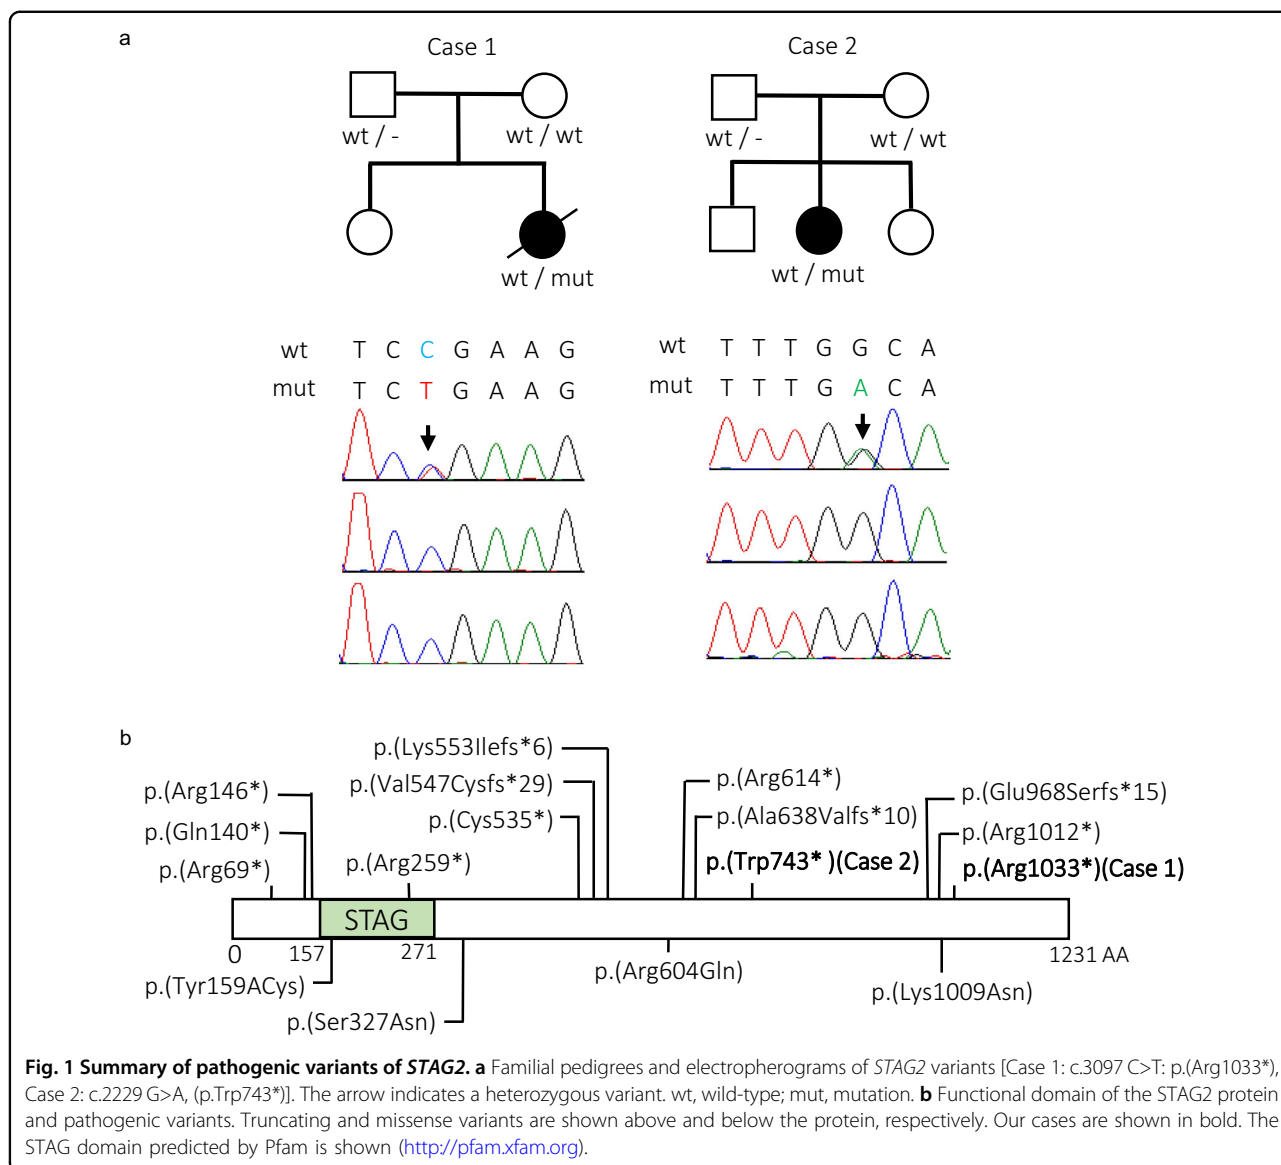 a
Case 1
Case 2
wt / -
wt / wt
wt / -
wt / wt
wt / mut
wt / mut
wt T C C G A A G
mut T C T G A A G
wt T T T G G C A
mut T T T G A C A
b
p.(Lys553Ilefs*6)
p.(Arg146*)
p.(Val547Cysfs*29)
p.(Arg614*)
p.(Glu968Serfs*15)
p.(Gln140*)
p.(Cys535*)
p.(Ala638Valfs*10)
p.(Arg1012*)
p.(Arg69*)
p.(Arg259*)
p.(Trp743* )(Case 2)
p.(Arg1033*)(Case 1)
STAG
0
157
271
1231 AA
p.(Tyr159ACys)
p.(Ser327Asn)
p.(Arg604Gln)
p.(Lys1009Asn)
Fig. 1 Summary of pathogenic variants of STAG2. a Familial pedigrees and electropherograms of STAG2 variants [Case 1: c.3097 C>T: p.(Arg1033*),
Case 2: c.2229 G>A, (p.Trp743*)]. The arrow indicates a heterozygous variant. wt, wild-type; mut, mutation. b Functional domain of the STAG2 protein
and pathogenic variants. Truncating and missense variants are shown above and below the protein, respectively. Our cases are shown in bold. The
STAG domain predicted by Pfam is shown (http://pfam.xfam.org).